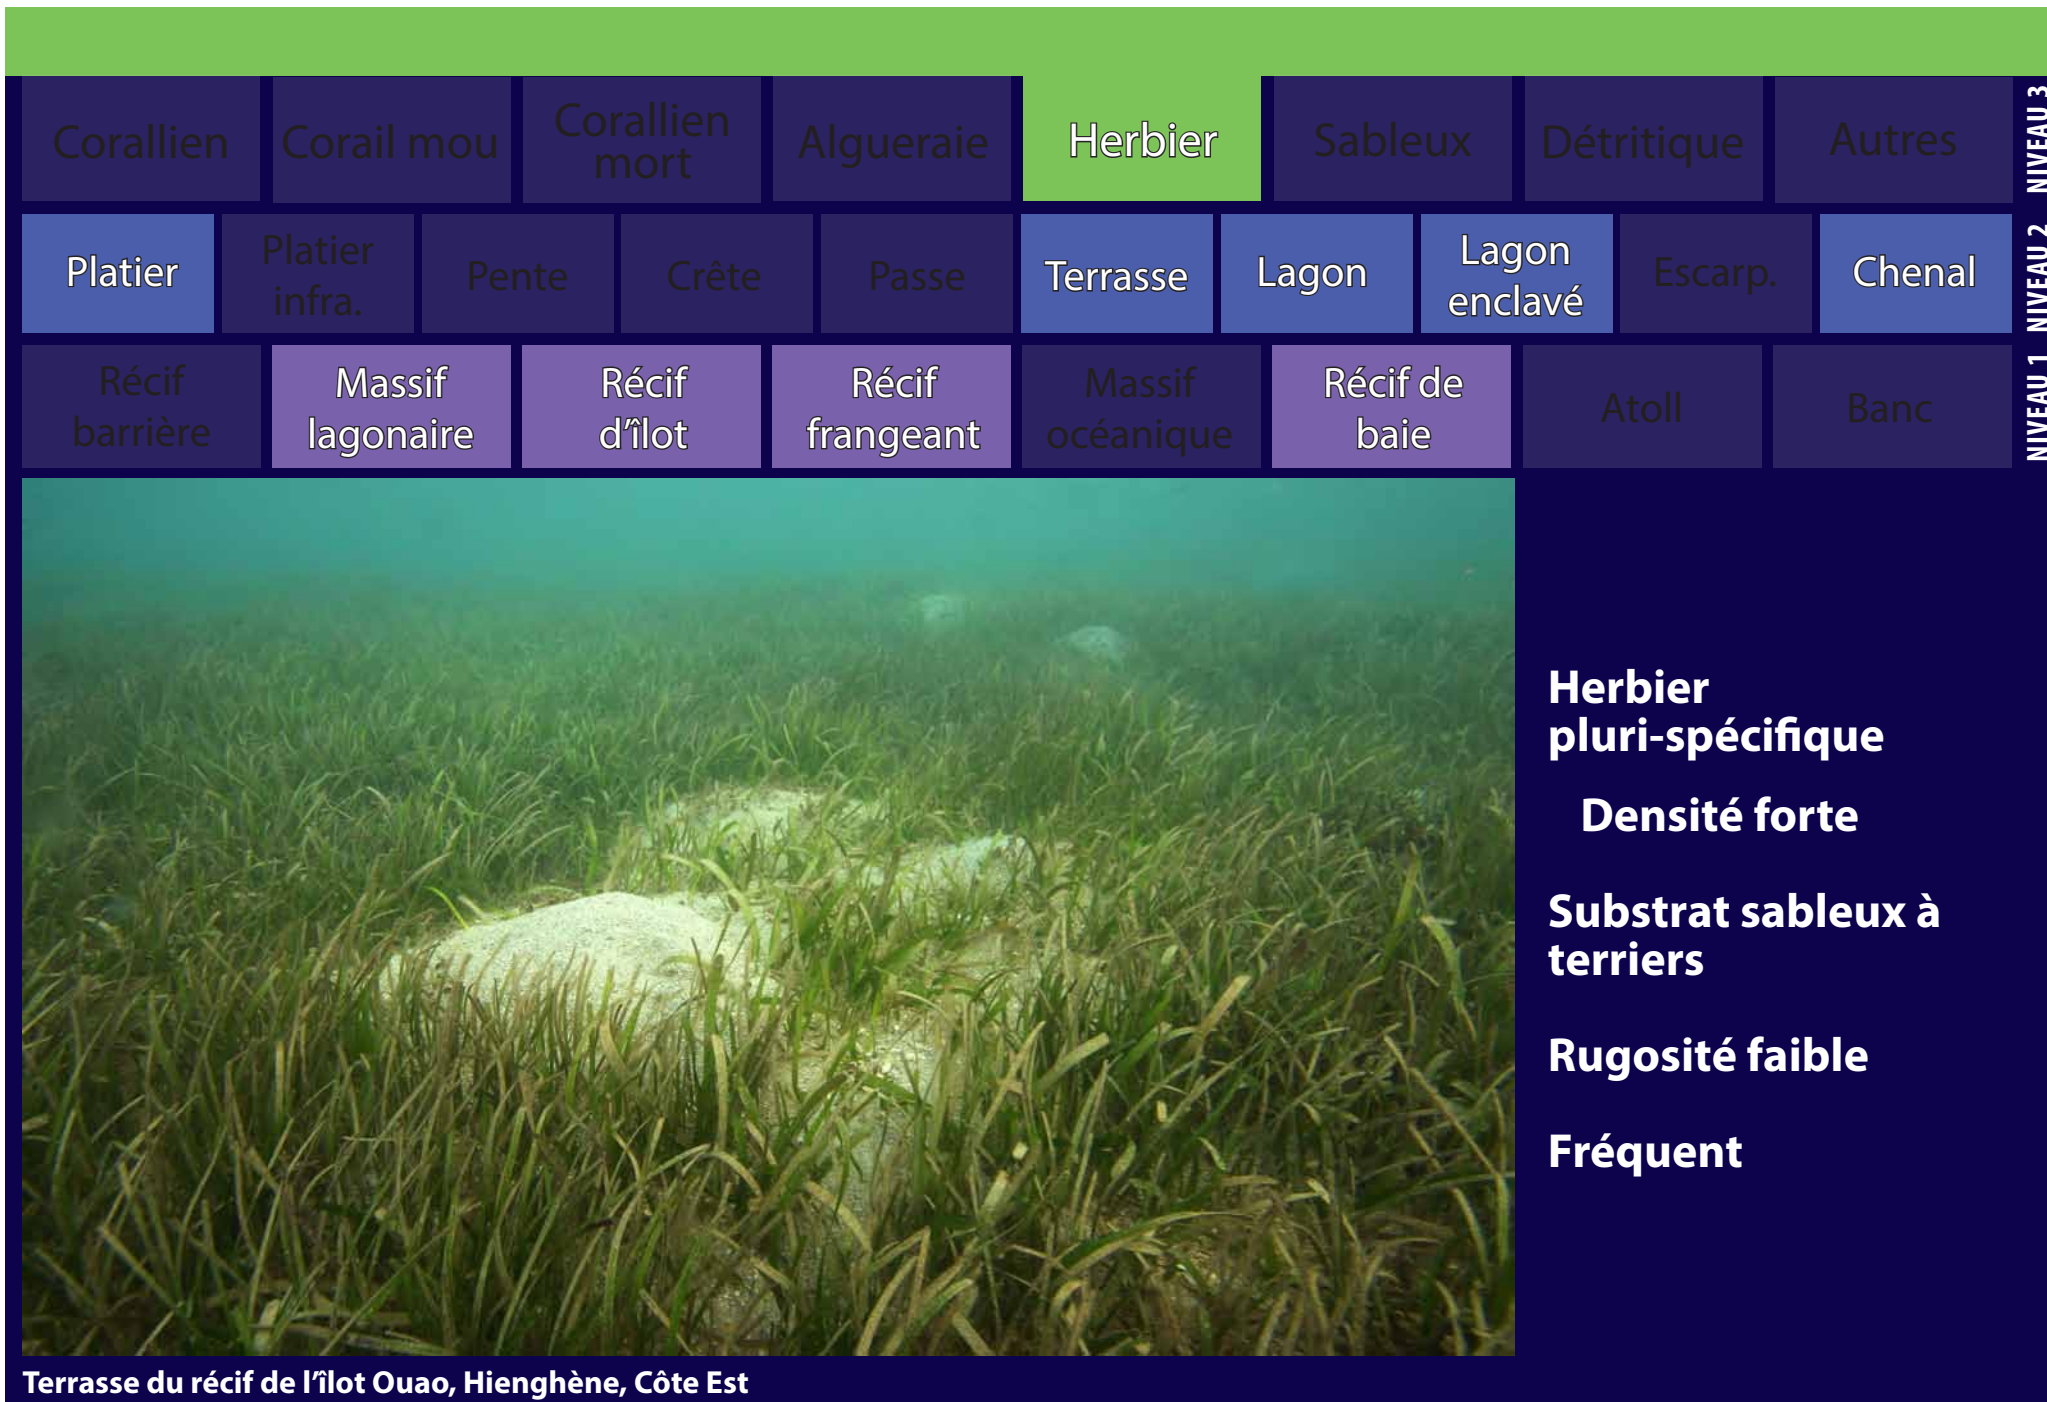 Corallien
Corail mou
Corallien
mort
Algueraie
Herbier
Sableux
Détritique
Autres
NIVEAU 3
Platier
Platier
infra.
Pente
Crête
Passe
Terrasse
Lagon
Lagon
enclavé
Escarp.
Chenal
NIVEAU 2
Récif
barrière
Massif
lagonaire
Récif
d'îlot
Récif
frangeant
Massif
océanique
Récif de
baie
Atoll
Banc
NIVEAU 1
Herbier
pluri-spécifique
Densité forte
Substrat sableux à
terriers
Rugosité faible
Fréquent
Terrasse du récif de l'îlot Ouao, Hienghène, Côte Est